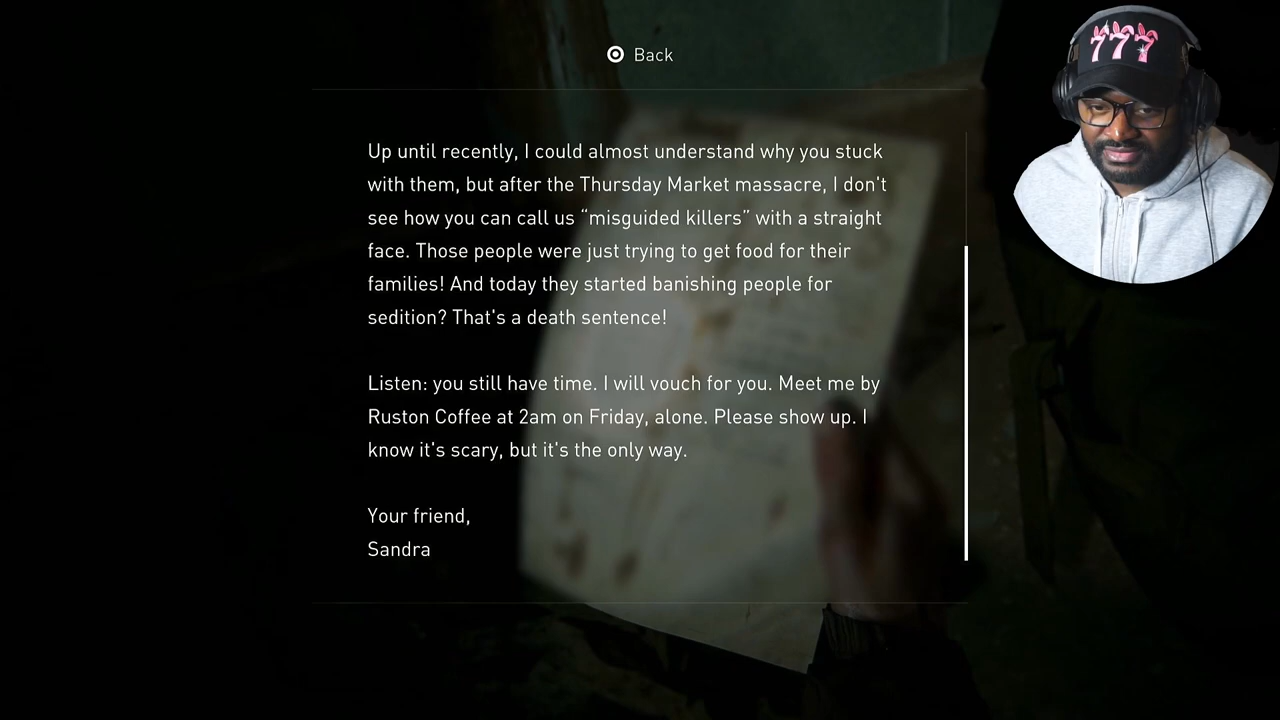 Back
777
Up until recently, I could almost understand why you stuck
with them, but after the Thursday Market massacre, I don't
see how you can call us “misguided killers” with a straight
face. Those people were just trying to get food for their
families! And today they started banishing people for
sedition? That's a death sentence!
Listen: you still have time. I will vouch for you. Meet me by
Ruston Coffee at 2am on Friday, alone. Please show up. I
know it's scary, but it's the only way.
Your friend,
Sandra